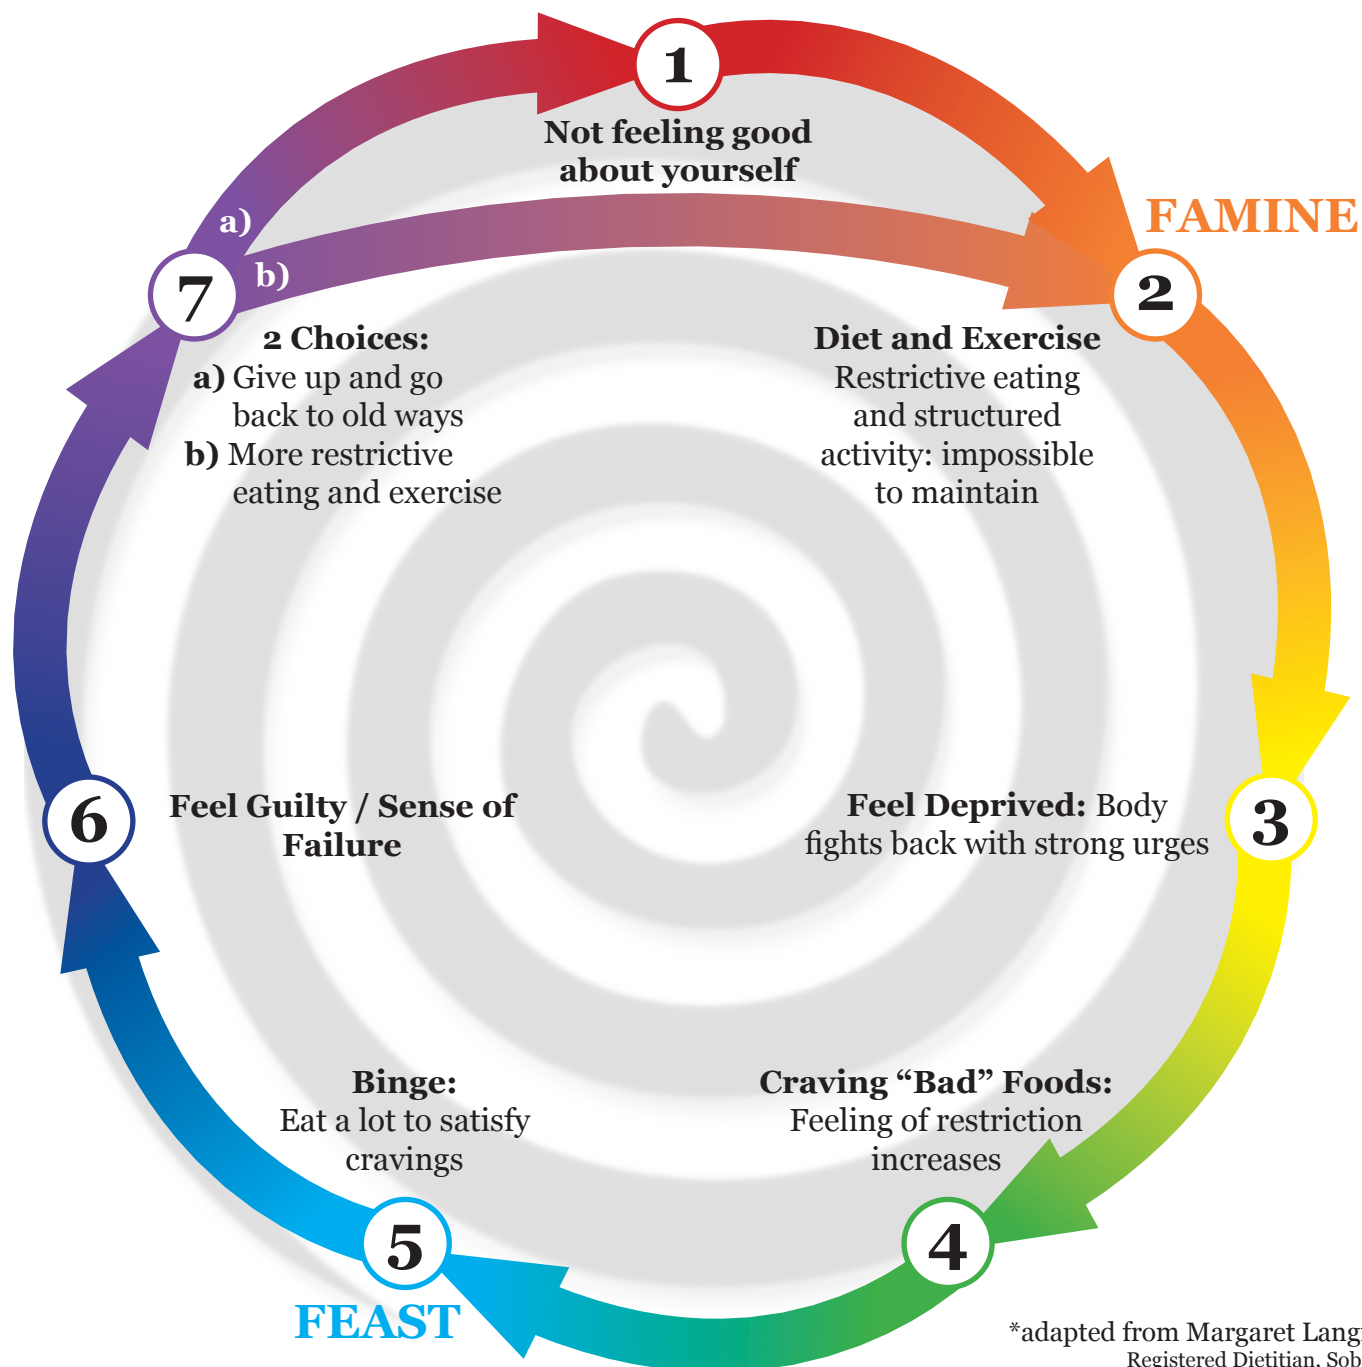 1
Not feeling good
about yourself
FAMINE
2
Diet and Exercise
Restrictive eating
and structured
activity: impossible
to maintain
3
Feel Deprived: Body
fights back with strong urges
4
Craving “Bad” Foods:
Feeling of restriction
increases
5
FEAST
Binge:
Eat a lot to satisfy
cravings
6
Feel Guilty / Sense of
Failure
7
a)
b)
2 Choices:
a) Give up and go
back to old ways
b) More restrictive
eating and exercise
*adapted from Margaret
Registered Dietitian,